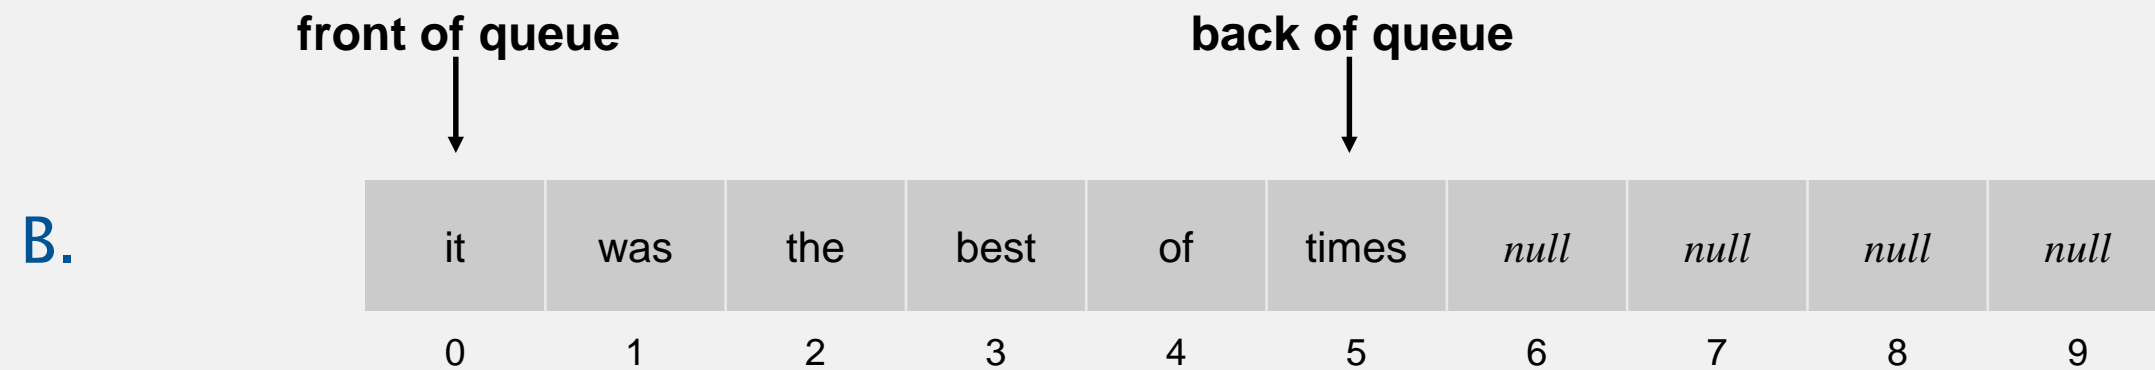 front of queue back of queue
B. it was the best of times null null null null
0 1 2 3 4 5 6 7 8 9